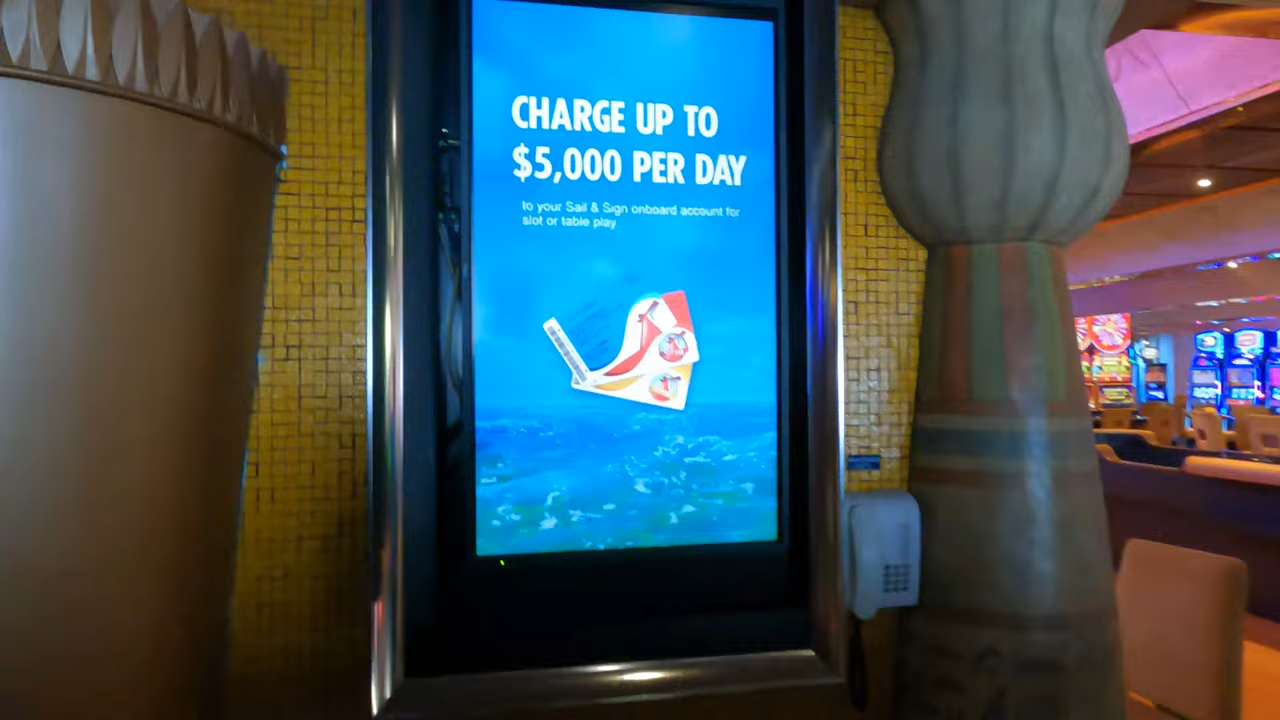 CHARGE UP TO
$5,000 PER DAY
to your Sail & Sign onboard account for
slot or table play